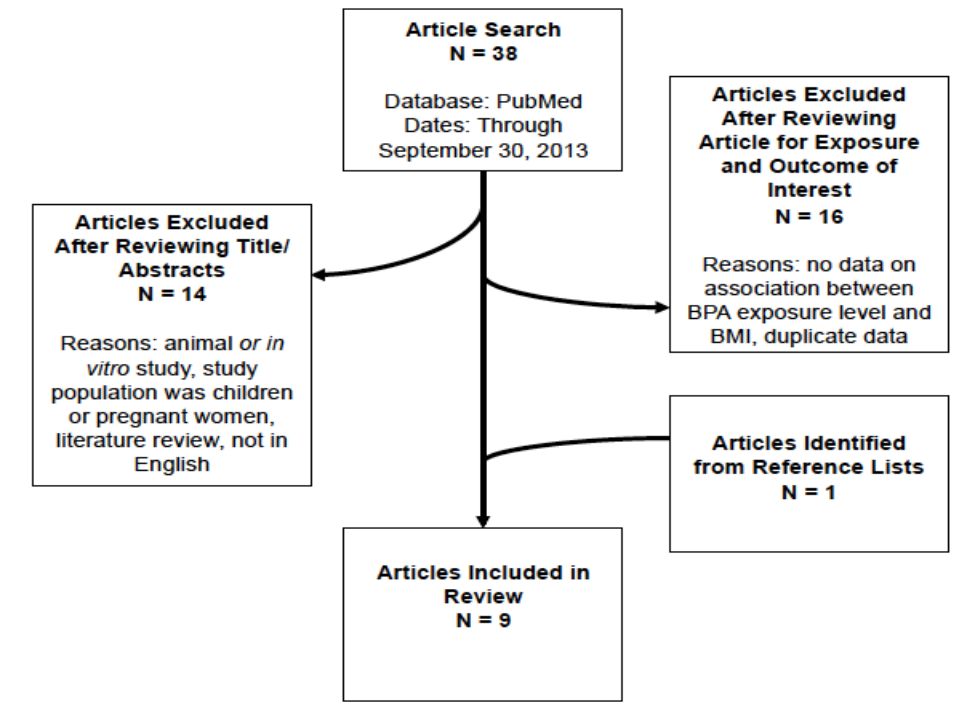 Article Search
N = 38
Database: PubMed
Dates: Through
September 30, 2013
Articles Excluded
After Reviewing
Article for Exposure
and Outcome of
Interest
N = 16
Reasons: no data on
association between
BPA exposure level and
BMI, duplicate data
Articles Excluded
After Reviewing Title/
Abstracts
N = 14
Reasons: animal or in
vitro study, study
population was children
or pregnant women,
literature review, not in
English
Articles Identified
from Reference Lists
N = 1
Articles Included in
Review
N = 9